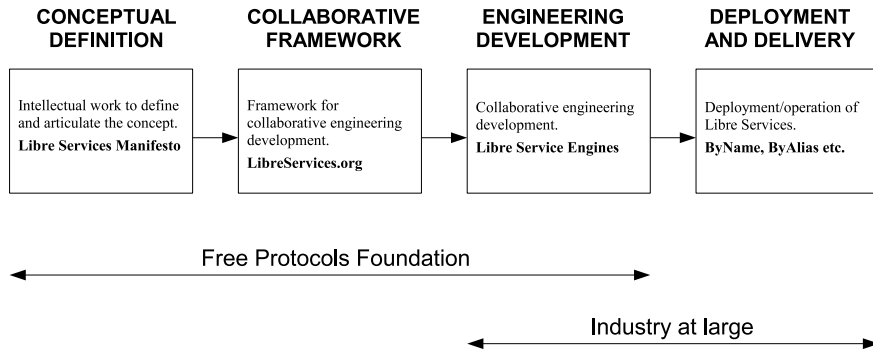 CONCEPTUAL
DEFINITION
COLLABORATIVE
FRAMEWORK
ENGINEERING
DEVELOPMENT
DEPLOYMENT
AND DELIVERY
Intellectual work to define
and articulate the concept.
Libre Services Manifesto
Framework for
collaborative engineering
development.
LibreServices.org
Collaborative engineering
development.
Libre Service Engines
Deployment/operation of
Libre Services.
ByName, ByAlias etc.
Free Protocols Foundation
Industry at large